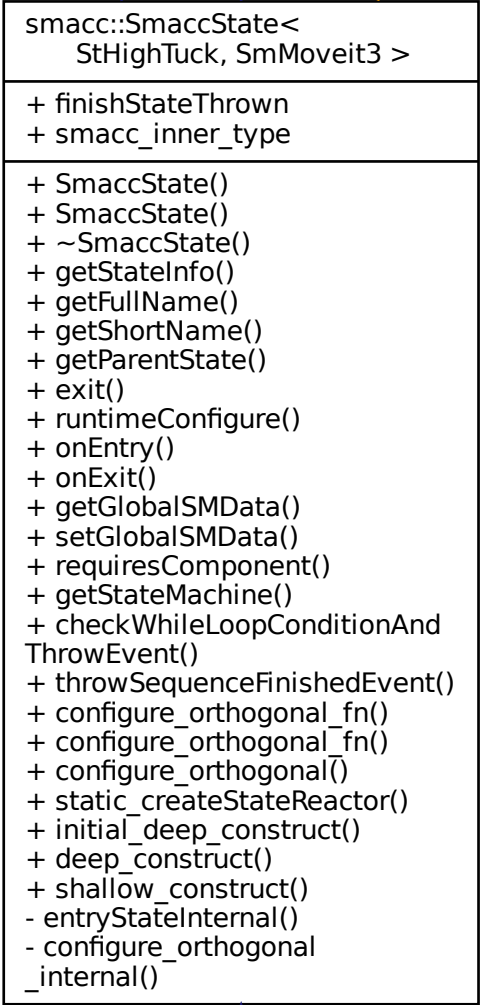 smacc::SmaccState<
StHighTuck, SmMoveit3 >
+ finishStateThrown
+ smacc_inner_type
+ SmaccState()
+ SmaccState()
+ ~SmaccState()
+ getStateInfo()
+ getFullName()
+ getShortName()
+ getParentState()
+ exit()
+ runtimeConfigure()
+ onEntry()
+ onExit()
+ getGlobalSMData()
+ setGlobalSMData()
+ requiresComponent()
+ getStateMachine()
+ checkWhileLoopConditionAnd
ThrowEvent()
+ throwSequenceFinishedEvent()
+ configure_orthogonal_fn()
+ configure_orthogonal_fn()
+ configure_orthogonal()
+ static_createStateReactor()
+ initial_deep_construct()
+ deep_construct()
+ shallow_construct()
- entryStateInternal()
- configure_orthogonal
_internal()